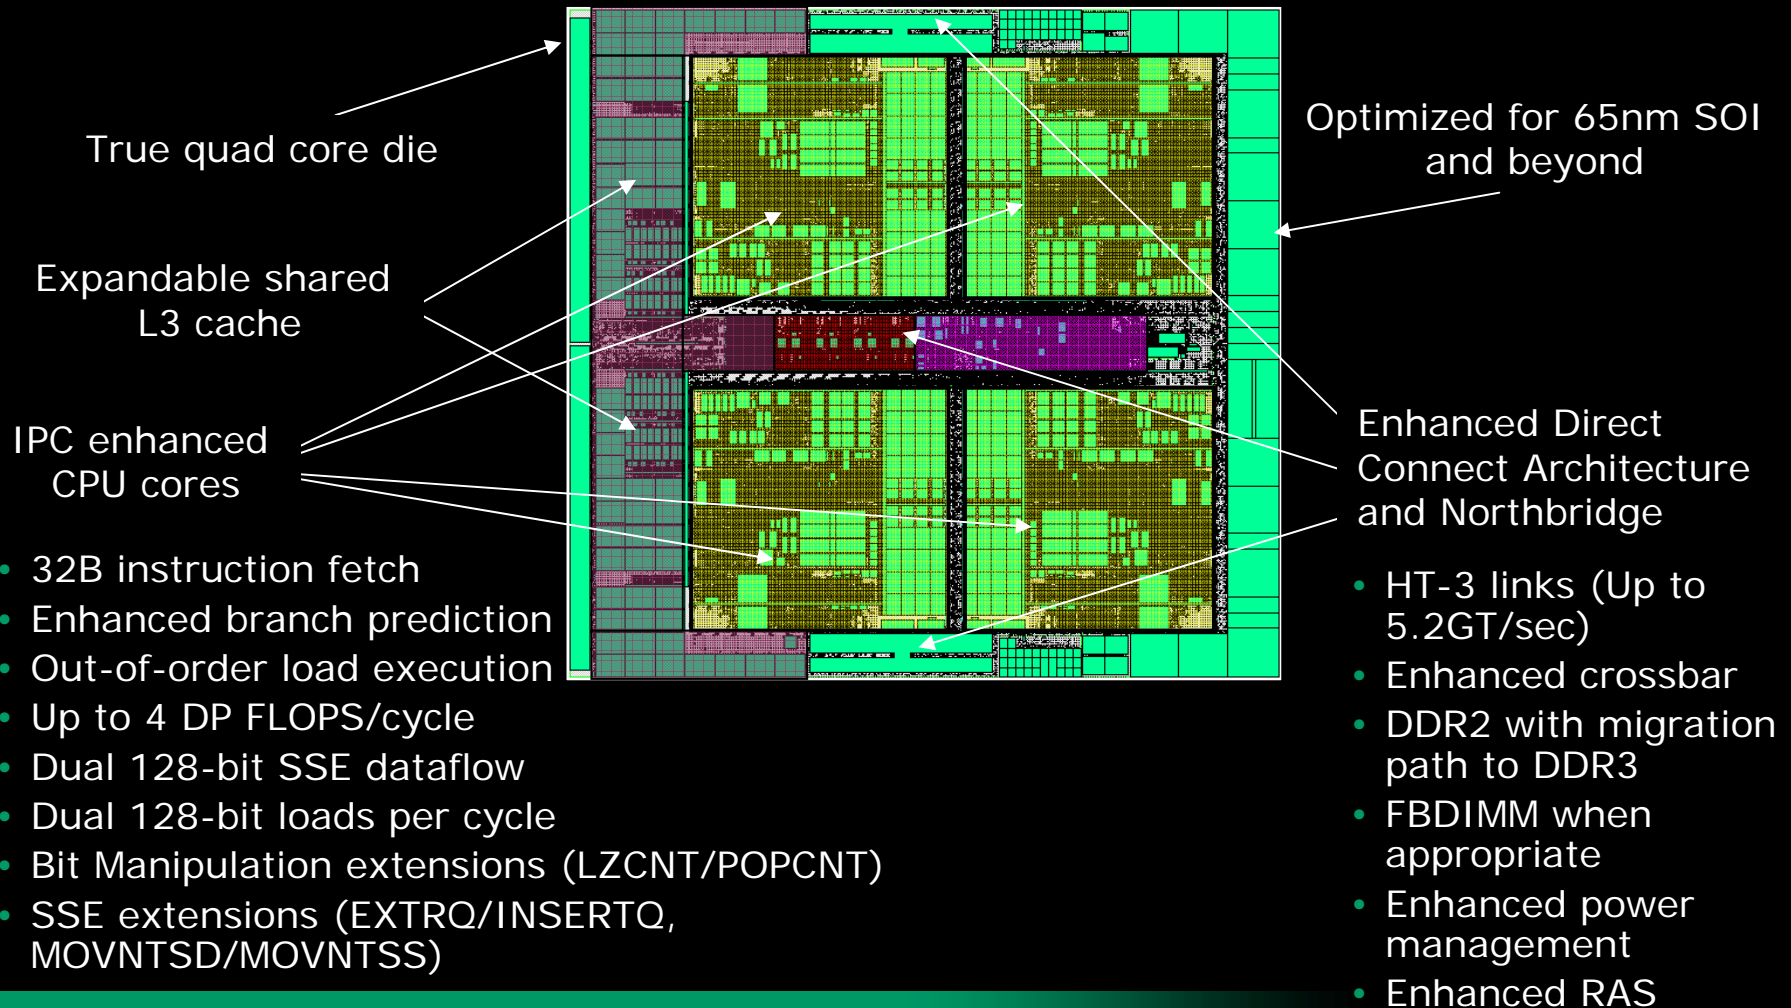 True quad core die
Expandable shared
L3 cache
IPC enhanced
CPU cores
• 32B instruction fetch
• Enhanced branch prediction
• Out-of-order load execution
• Up to 4 DP FLOPS/cycle
• Dual 128-bit SSE dataflow
• Dual 128-bit loads per cycle
• Bit Manipulation extensions (LZCNT/POPCNT)
• SSE extensions (EXTRQ/INSERTQ,
MOVNTSD/MOVNTSS)
Optimized for 65nm SOI
and beyond
Enhanced Direct
Connect Architecture
and Northbridge
• HT-3 links (Up to
5.2GT/sec)
• Enhanced crossbar
• DDR2 with migration
path to DDR3
• FBDIMM when
appropriate
• Enhanced power
management
• Enhanced RAS